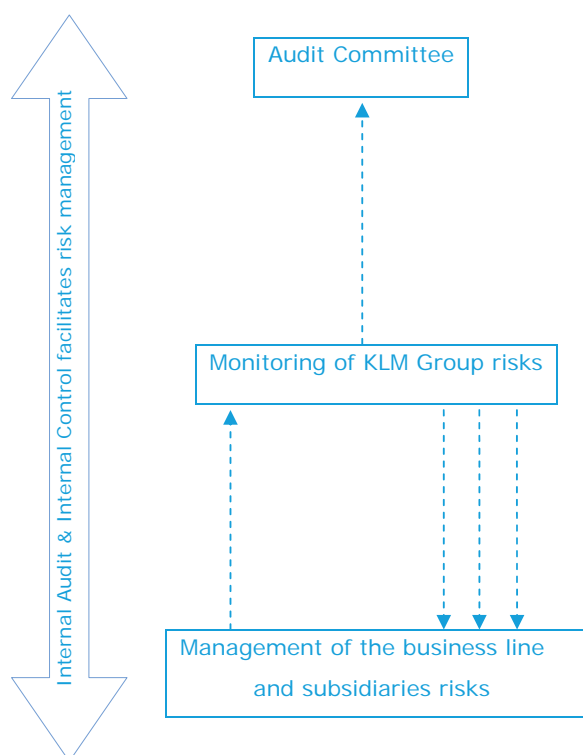 Audit Committee
Internal Audit & Internal Control facilitates risk management
Monitoring of KLM Group risks
Management of the business line
and subsidiaries risks